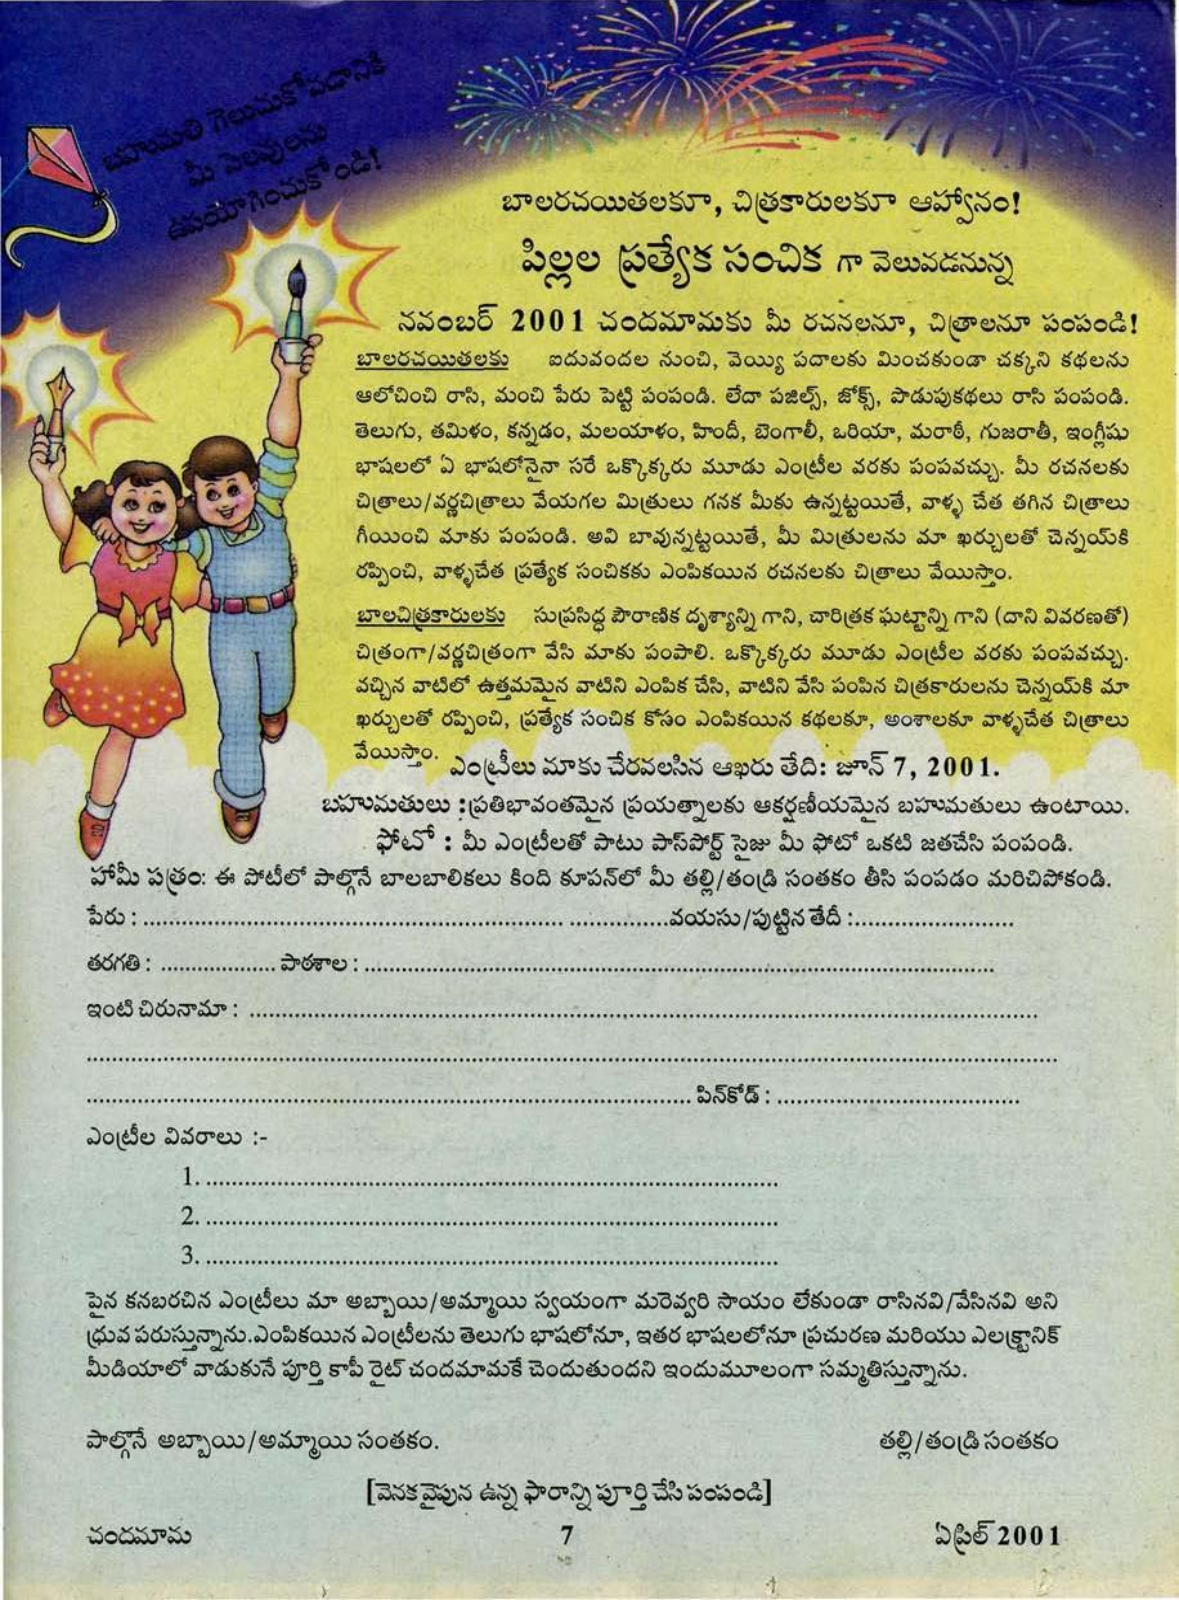 బహుమతి గెలుచుకోవడానికి
మీ సెలవులను
ఉపయోగించుకోండి!
బాలరచయితలకూ, చిత్రకారులకూ ఆహ్వానం!
పిల్లల ప్రత్యేక సంచిక గా వెలువడనున్న
నవంబర్ 2001 చందమామకు మీ రచనలనూ, చిత్రాలనూ పంపండి!
బాలరచయితలకు ఐదువందల నుంచి, వెయ్యి పదాలకు మించకుండా చక్కని కథలను
ఆలోచించి రాసి, మంచి పేరు పెట్టి పంపండి. లేదా పజిల్స్, జోక్స్, పొడుపుకథలు రాసి పంపండి.
తెలుగు, తమిళం, కన్నడం, మలయాళం, హిందీ, బెంగాలీ, ఒరియా, మరాఠీ, గుజరాతీ, ఇంగ్లీషు
భాషలలో ఏ భాషలోనైనా సరే ఒక్కొక్కరు మూడు ఎంట్రీల వరకు పంపవచ్చు. మీ రచనలకు
చిత్రాలు/వర్ణచిత్రాలు వేయగల మిత్రులు గనక మీకు ఉన్నట్టయితే, వాళ్ళ చేత తగిన చిత్రాలు
గీయించి మాకు పంపండి. అవి బావున్నట్టయితే, మీ మిత్రులను మా ఖర్చులతో చెన్నయ్‌కి
రప్పించి, వాళ్ళచేత ప్రత్యేక సంచికకు ఎంపికయిన రచనలకు చిత్రాలు వేయిస్తాం.
బాలచిత్రకారులకు సుప్రసిద్ధ పౌరాణిక దృశ్యాన్ని గాని, చారిత్రక ఘట్టాన్ని గాని (దాని వివరణతో)
చిత్రంగా/వర్ణచిత్రంగా వేసి మాకు పంపాలి. ఒక్కొక్కరు మూడు ఎంట్రీల వరకు పంపవచ్చు.
వచ్చిన వాటిలో ఉత్తమమైన వాటిని ఎంపిక చేసి, వాటిని వేసి పంపిన చిత్రకారులను చెన్నయ్‌కి మా
ఖర్చులతో రప్పించి, ప్రత్యేక సంచిక కోసం ఎంపికయిన కథలకూ, అంశాలకూ వాళ్ళచేత చిత్రాలు
వేయిస్తాం.
ఎంట్రీలు మాకు చేరవలసిన ఆఖరు తేది: జూన్ 7, 2001.
బహుమతులు : ప్రతిభావంతమైన ప్రయత్నాలకు ఆకర్షణీయమైన బహుమతులు ఉంటాయి.
ఫోటో : మీ ఎంట్రీలతో పాటు పాస్‌పోర్ట్ సైజు మీ ఫోటో ఒకటి జతచేసి పంపండి.
హామీ పత్రం: ఈ పోటీలో పాల్గొనే బాలబాలికలు కింది కూపన్‌లో మీ తల్లి/తండ్రి సంతకం తీసి పంపడం మరిచిపోకండి.
పేరు : .................... వయసు/పుట్టిన తేదీ : ....................
తరగతి : .................... పాఠశాల : ....................
ఇంటి చిరునామా : ....................
....................
.................... పిన్‌కోడ్ : ....................
ఎంట్రీల వివరాలు :-
1. ....................
2. ....................
3. ....................
పైన కనబరచిన ఎంట్రీలు మా అబ్బాయి/అమ్మాయి స్వయంగా మరెవ్వరి సాయం లేకుండా రాసినవి/వేసినవి అని
ధ్రువ పరుస్తున్నాను.ఎంపికయిన ఎంట్రీలను తెలుగు భాషలోనూ, ఇతర భాషలలోనూ ప్రచురణ మరియు ఎలక్ట్రానిక్
మీడియాలో వాడుకునే పూర్తి కాపీ రైట్ చందమామకే చెందుతుందని ఇందుమూలంగా సమ్మతిస్తున్నాను.
పాల్గొనే అబ్బాయి/అమ్మాయి సంతకం. తల్లి/తండ్రి సంతకం
[వెనకవైపున ఉన్న ఫారాన్ని పూర్తి చేసి పంపండి]
చందమామ 7 ఏప్రిల్ 2001